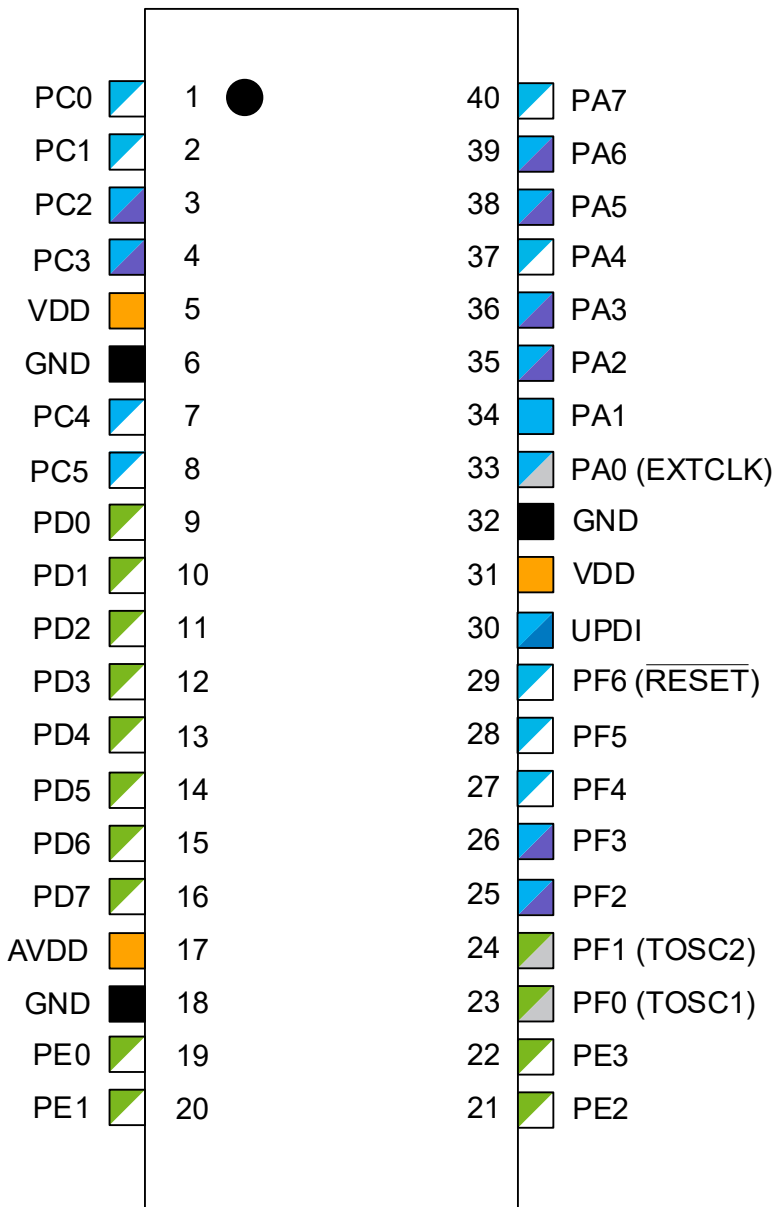 PC0 1 40 PA7
PC1 2 39 PA6
PC2 3 38 PA5
PC3 4 37 PA4
VDD 5 36 PA3
GND 6 35 PA2
PC4 7 34 PA1
PC5 8 33 PA0 (EXTCLK)
PD0 9 32 GND
PD1 10 31 VDD
PD2 11 30 UPDI
PD3 12 29 PF6 (R̅E̅S̅E̅T̅)
PD4 13 28 PF5
PD5 14 27 PF4
PD6 15 26 PF3
PD7 16 25 PF2
AVDD 17 24 PF1 (TOSC2)
GND 18 23 PF0 (TOSC1)
PE0 19 22 PE3
PE1 20 21 PE2